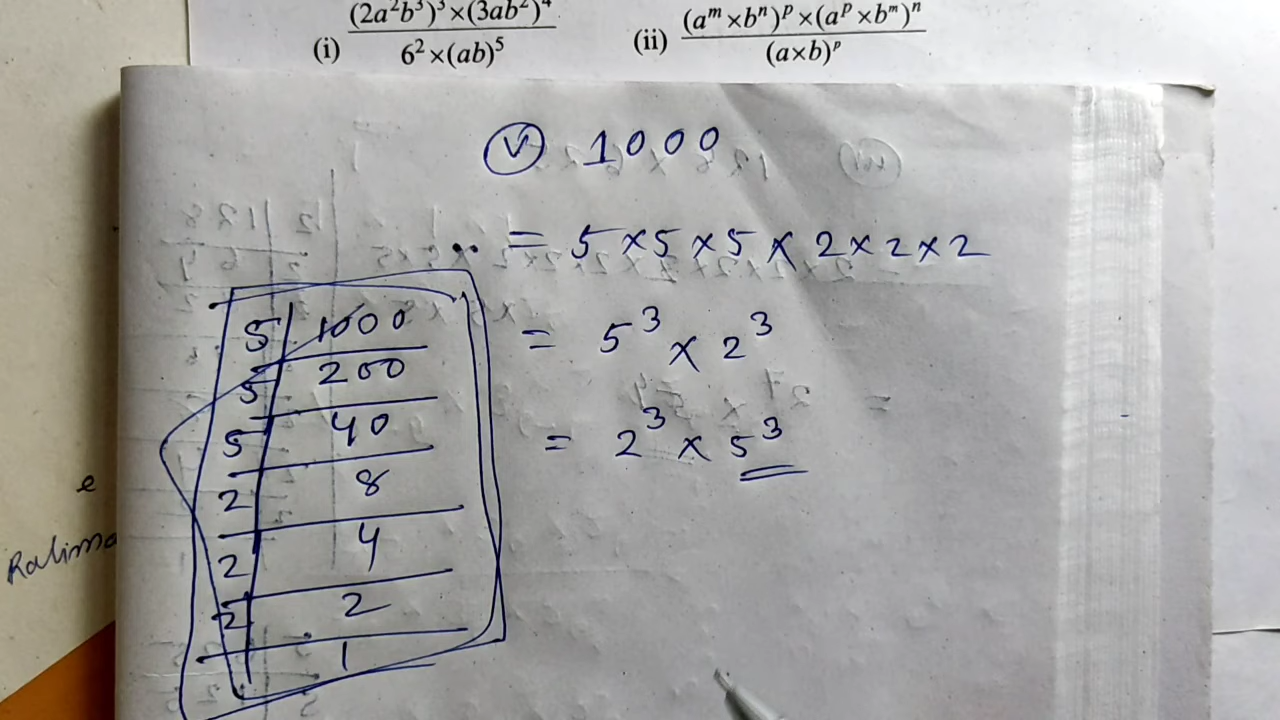 (i) (2a²b³)³×(3ab²)⁴ / 6²×(ab)⁵ (ii) (aᵐ×bⁿ)ᵖ×(aᵖ×bᵐ)ⁿ / (a×b)ᵖ
(v) 1000
= 5×5×5×2×2×2
= 5³ × 2³
= 2³ × 5³
5 | 1000
5 | 200
5 | 40
2 | 8
2 | 4
2 | 2
1
e